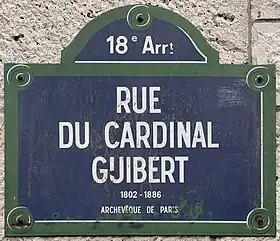 18e Arrt
RUE
DU CARDINAL
GUIBERT
1802 - 1886
ARCHEVÊQUE DE PARIS